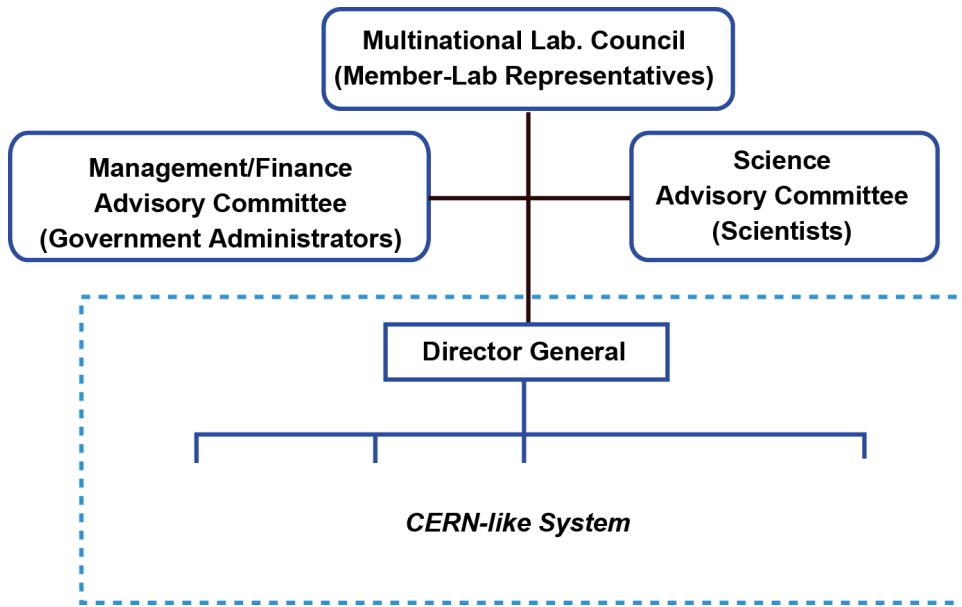 Multinational Lab. Council
(Member-Lab Representatives)
Management/Finance
Advisory Committee
(Government Administrators)
Science
Advisory Committee
(Scientists)
Director General
CERN-like System